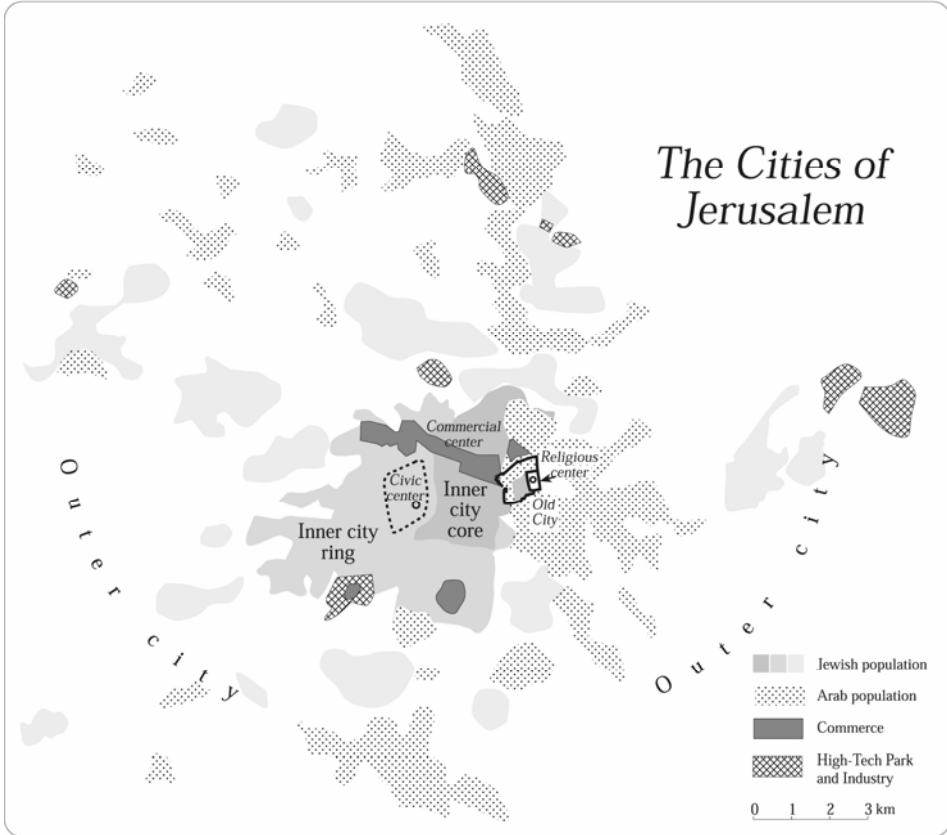 The Cities of
Jerusalem
Commercial
center
Religious
center
Civic
center
Inner
city
core
Old
City
Inner city
ring
Outer city
Outer city
Jewish population
Arab population
Commerce
High-Tech Park
and Industry
0 1 2 3 km